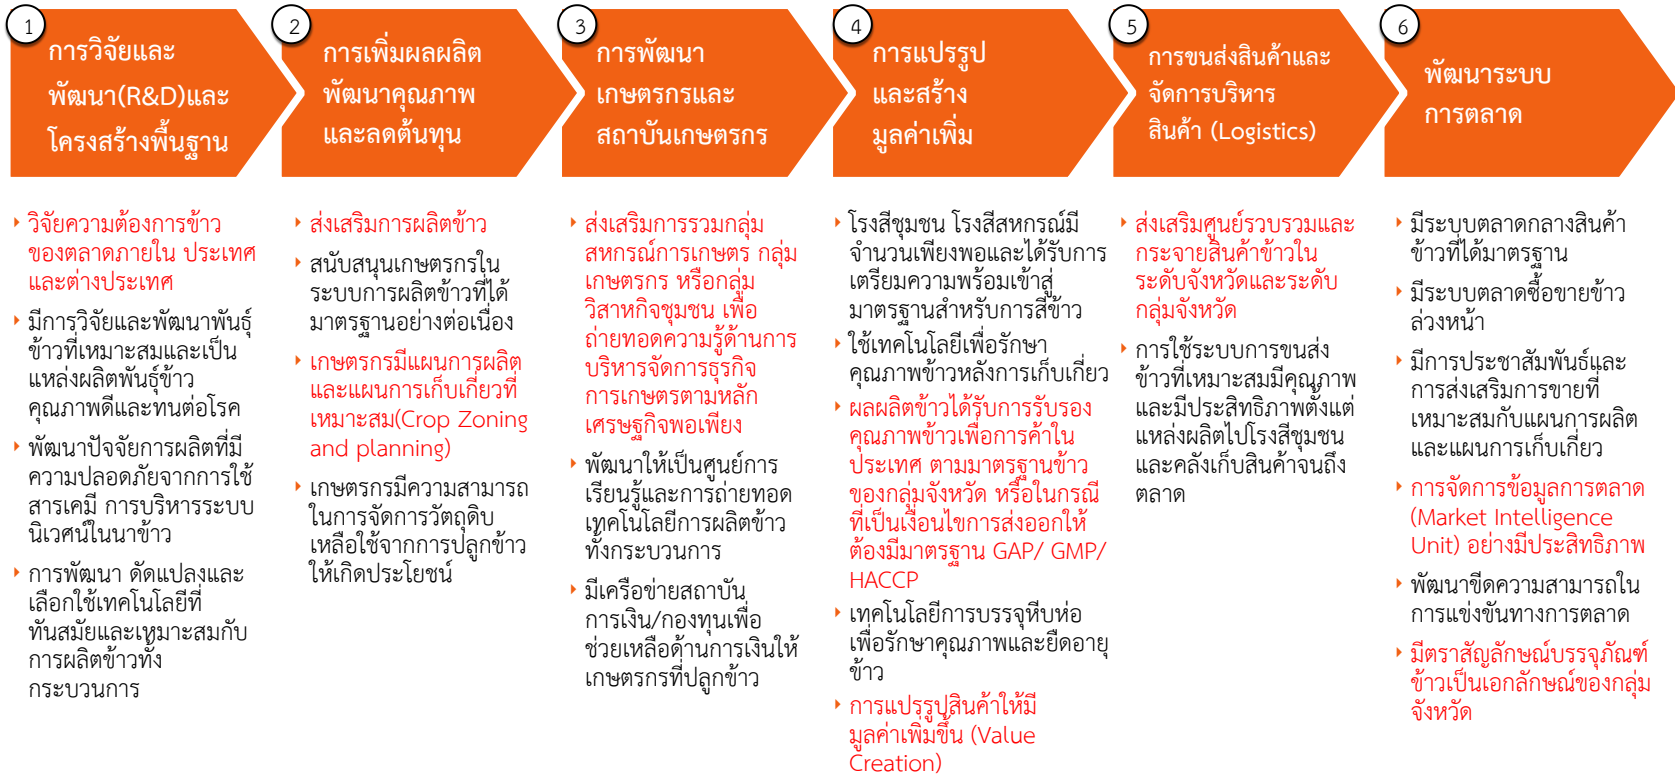 1
การวิจัยและ
พัฒนา(R&D)และ
โครงสร้างพื้นฐาน
2
การเพิ่มผลผลิต
พัฒนาคุณภาพ
และลดต้นทุน
3
การพัฒนา
เกษตรกรและ
สถาบันเกษตรกร
4
การแปรรูป
และสร้าง
มูลค่าเพิ่ม
5
การขนส่งสินค้าและ
จัดการบริหาร
สินค้า (Logistics)
6
พัฒนาระบบ
การตลาด
วิจัยความต้องการข้าว
ของตลาดภายใน ประเทศ
และต่างประเทศ
มีการวิจัยและพัฒนาพันธุ์
ข้าวที่เหมาะสมและเป็น
แหล่งผลิตพันธุ์ข้าว
คุณภาพดีและทนต่อโรค
พัฒนาปัจจัยการผลิตที่มี
ความปลอดภัยจากการใช้
สารเคมี การบริหารระบบ
นิเวศน์ในนาข้าว
การพัฒนา ดัดแปลงและ
เลือกใช้เทคโนโลยีที่
ทันสมัยและเหมาะสมกับ
การผลิตข้าวทั้ง
กระบวนการ
ส่งเสริมการผลิตข้าว
สนับสนุนเกษตรกรใน
ระบบการผลิตข้าวที่ได้
มาตรฐานอย่างต่อเนื่อง
เกษตรกรมีแผนการผลิต
และแผนการเก็บเกี่ยวที่
เหมาะสม(Crop Zoning
and planning)
เกษตรกรมีความสามารถ
ในการจัดการวัตถุดิบ
เหลือใช้จากการปลูกข้าว
ให้เกิดประโยชน์
ส่งเสริมการรวมกลุ่ม
สหกรณ์การเกษตร กลุ่ม
เกษตรกร หรือกลุ่ม
วิสาหกิจชุมชน เพื่อ
ถ่ายทอดความรู้ด้านการ
บริหารจัดการธุรกิจ
การเกษตรตามหลัก
เศรษฐกิจพอเพียง
พัฒนาให้เป็นศูนย์การ
เรียนรู้และการถ่ายทอด
เทคโนโลยีการผลิตข้าว
ทั้งกระบวนการ
มีเครือข่ายสถาบัน
การเงิน/กองทุนเพื่อ
ช่วยเหลือด้านการเงินให้
เกษตรกรที่ปลูกข้าว
โรงสีชุมชน โรงสีสหกรณ์มี
จำนวนเพียงพอและได้รับการ
เตรียมความพร้อมเข้าสู่
มาตรฐานสำหรับการสีข้าว
ใช้เทคโนโลยีเพื่อรักษา
คุณภาพข้าวหลังการเก็บเกี่ยว
ผลผลิตข้าวได้รับการรับรอง
คุณภาพข้าวเพื่อการค้าใน
ประเทศ ตามมาตรฐานข้าว
ของกลุ่มจังหวัด หรือในกรณี
ที่เป็นเงื่อนไขการส่งออกให้
ต้องมีมาตรฐาน GAP/ GMP/
HACCP
เทคโนโลยีการบรรจุหีบห่อ
เพื่อรักษาคุณภาพและยืดอายุ
ข้าว
การแปรรูปสินค้าให้มี
มูลค่าเพิ่มขึ้น (Value
Creation)
ส่งเสริมศูนย์รวบรวมและ
กระจายสินค้าข้าวใน
ระดับจังหวัดและระดับ
กลุ่มจังหวัด
การใช้ระบบการขนส่ง
ข้าวที่เหมาะสมมีคุณภาพ
และมีประสิทธิภาพตั้งแต่
แหล่งผลิตไปโรงสีชุมชน
และคลังเก็บสินค้าจนถึง
ตลาด
มีระบบตลาดกลางสินค้า
ข้าวที่ได้มาตรฐาน
มีระบบตลาดซื้อขายข้าว
ล่วงหน้า
มีการประชาสัมพันธ์และ
การส่งเสริมการขายที่
เหมาะสมกับแผนการผลิต
และแผนการเก็บเกี่ยว
การจัดการข้อมูลการตลาด
(Market Intelligence
Unit) อย่างมีประสิทธิภาพ
พัฒนาขีดความสามารถใน
การแข่งขันทางการตลาด
มีตราสัญลักษณ์บรรจุภัณฑ์
ข้าวเป็นเอกลักษณ์ของกลุ่ม
จังหวัด